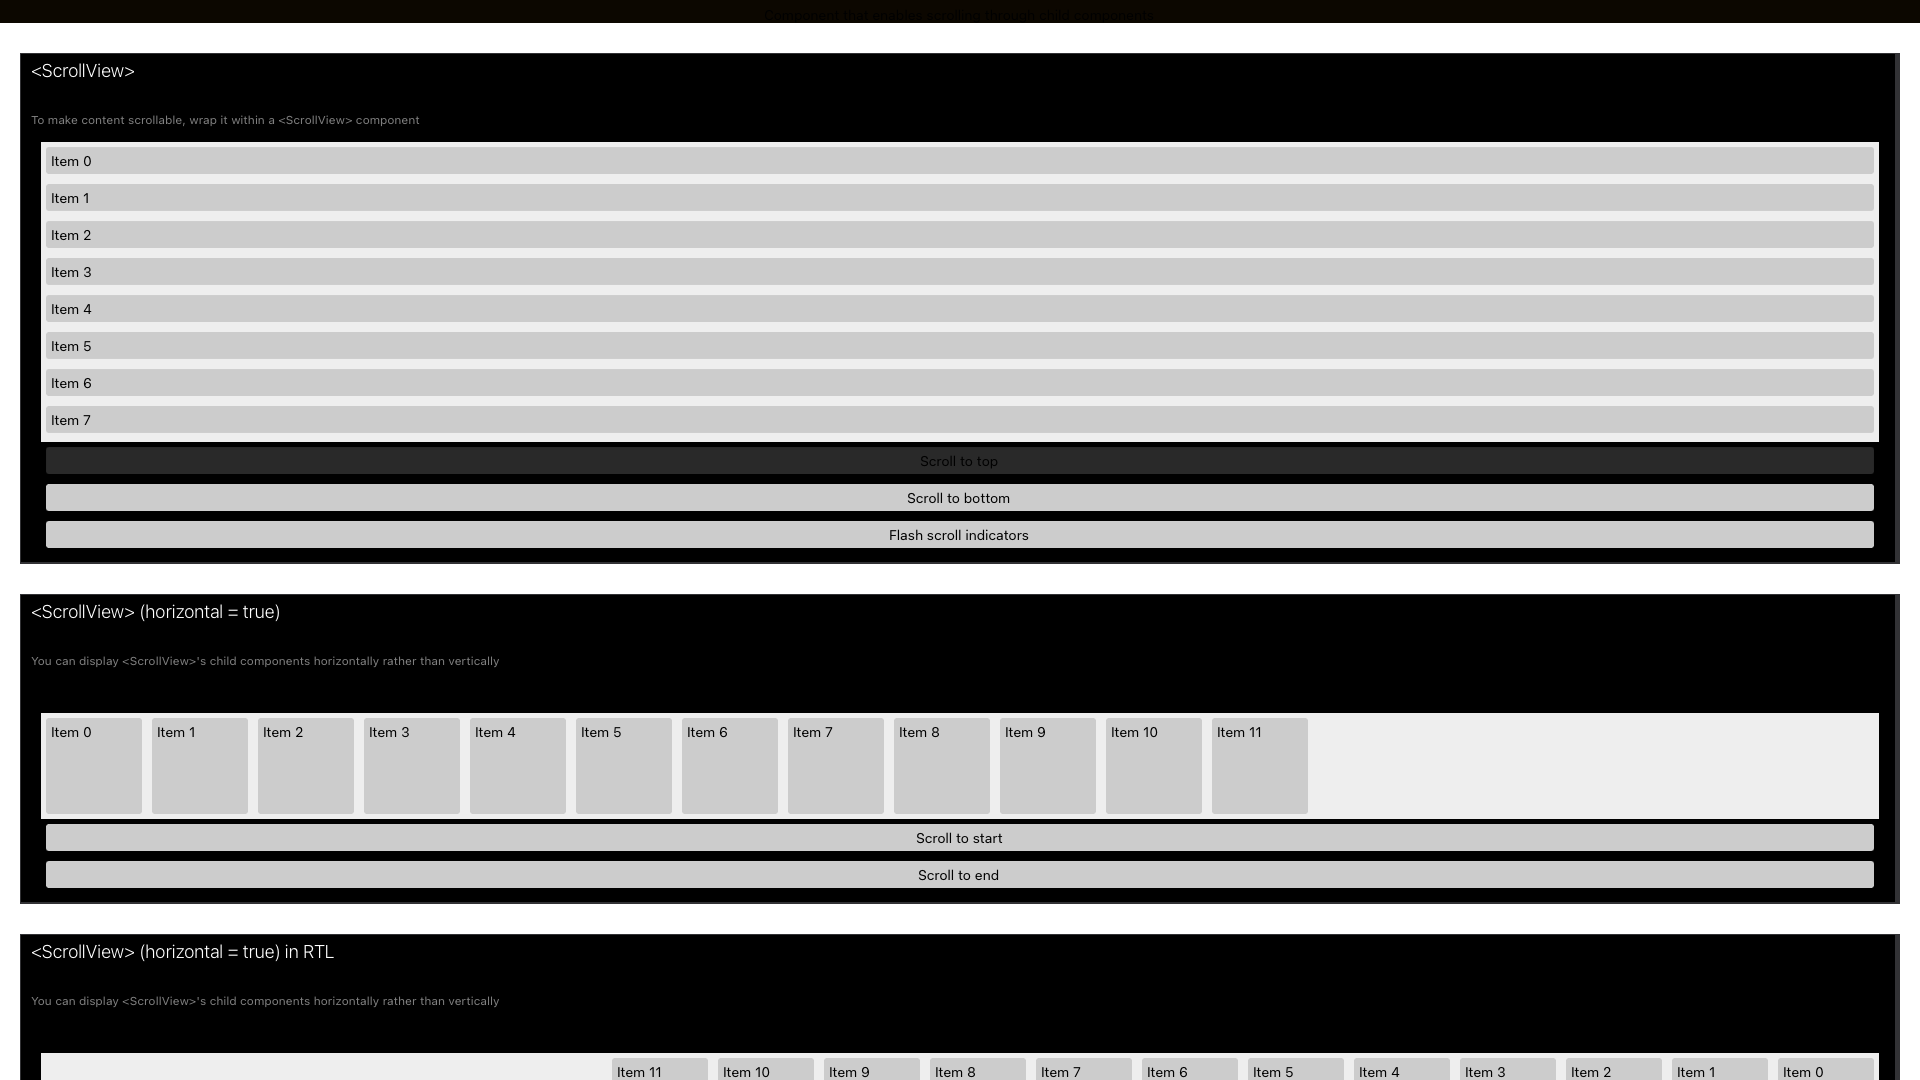 Component that enables scrolling through child components.
<ScrollView>
To make content scrollable, wrap it within a <ScrollView> component
Item 0
Item 1
Item 2
Item 3
Item 4
Item 5
Item 6
Item 7
Scroll to top
Scroll to bottom
Flash scroll indicators
<ScrollView> (horizontal = true)
You can display <ScrollView>'s child components horizontally rather than vertically
Item 0 Item 1 Item 2 Item 3 Item 4 Item 5 Item 6 Item 7 Item 8 Item 9 Item 10 Item 11
Scroll to start
Scroll to end
<ScrollView> (horizontal = true) in RTL
You can display <ScrollView>'s child components horizontally rather than vertically
Item 11 Item 10 Item 9 Item 8 Item 7 Item 6 Item 5 Item 4 Item 3 Item 2 Item 1 Item 0